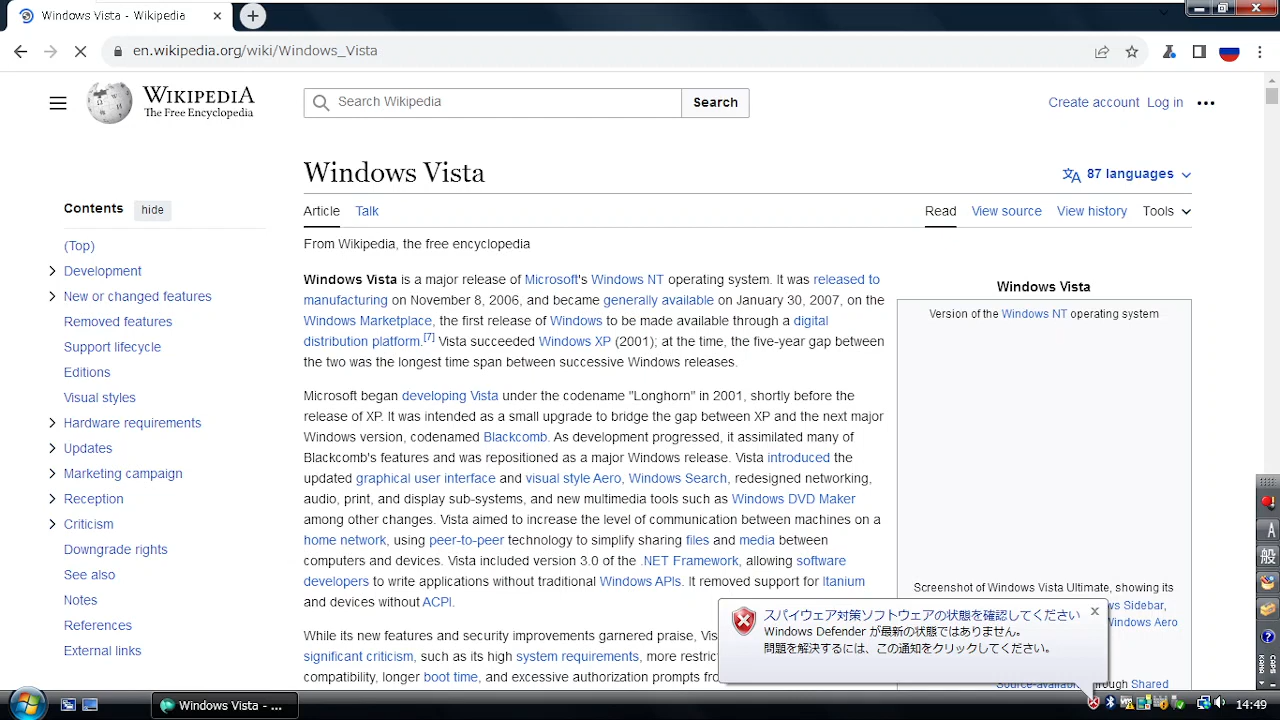 Windows Vista - Wikipedia
en.wikipedia.org/wiki/Windows_Vista
WIKIPEDIA
The Free Encyclopedia
Search Wikipedia
Search
Create account Log in
Windows Vista
87 languages
Contents hide
Article Talk
Read View source View history Tools
(Top)
Development
New or changed features
Removed features
Support lifecycle
Editions
Visual styles
Hardware requirements
Updates
Marketing campaign
Reception
Criticism
Downgrade rights
See also
Notes
References
External links
From Wikipedia, the free encyclopedia
Windows Vista is a major release of Microsoft's Windows NT operating system. It was released to
manufacturing on November 8, 2006, and became generally available on January 30, 2007, on the
Windows Marketplace, the first release of Windows to be made available through a digital
distribution platform.[7] Vista succeeded Windows XP (2001); at the time, the five-year gap between
the two was the longest time span between successive Windows releases.
Microsoft began developing Vista under the codename "Longhorn" in 2001, shortly before the
release of XP. It was intended as a small upgrade to bridge the gap between XP and the next major
Windows version, codenamed Blackcomb. As development progressed, it assimilated many of
Blackcomb's features and was repositioned as a major Windows release. Vista introduced the
updated graphical user interface and visual style Aero, Windows Search, redesigned networking,
audio, print, and display sub-systems, and new multimedia tools such as Windows DVD Maker
among other changes. Vista aimed to increase the level of communication between machines on a
home network, using peer-to-peer technology to simplify sharing files and media between
computers and devices. Vista included version 3.0 of the .NET Framework, allowing software
developers to write applications without traditional Windows APIs. It removed support for Itanium
and devices without ACPI.
While its new features and security improvements garnered praise, Vis
significant criticism, such as its high system requirements, more restric
compatibility, longer boot time, and excessive authorization prompts fro
Windows Vista
Version of the Windows NT operating system
Screenshot of Windows Vista Ultimate, showing its
ws Sidebar,
Windows Aero
Source-available through Shared
スパイウェア対策ソフトウェアの状態を確認してください
Windows Defender が最新の状態ではありません。
問題を解決するには、この通知をクリックしてください。
A
般
CAPS
KANA
Windows Vista - ...
14:49